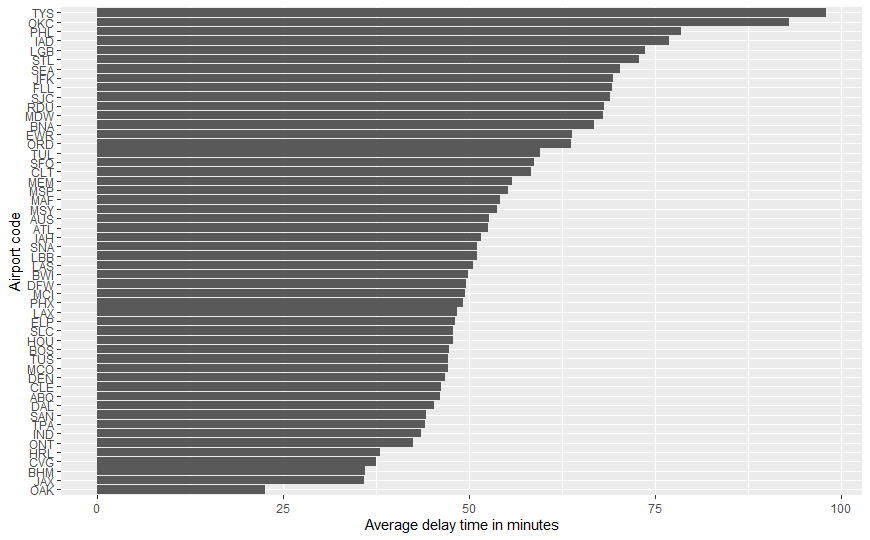 TYS
OKC
PHL
IAD
LGB
STL
SEA
JFK
FLL
SJC
RDU
MDW
BNA
EWR
ORD
TUL
SFO
CLT
MEM
MSP
MAF
MSY
AUS
ATL
IAH
SNA
LBB
LAS
BWI
DFW
MCI
PHX
LAX
ELP
SLC
HOU
BOS
TUS
MCO
DEN
CLE
ABQ
DAL
SAN
TPA
IND
ONT
HRL
CVG
BHM
JAX
OAK
Airport code
0 25 50 75 100
Average delay time in minutes